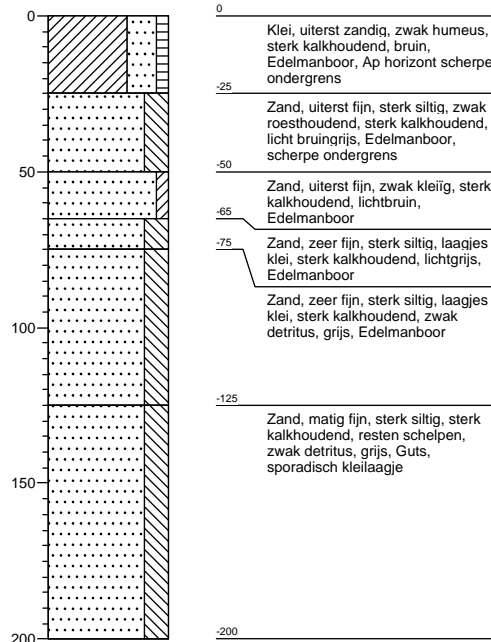 0
0
Klei, uiterst zandig, zwak humeus,
sterk kalkhoudend, bruin,
Edelmanboor, Ap horizont scherpe
ondergrens
-25
Zand, uiterst fijn, sterk siltig, zwak
roesthoudend, sterk kalkhoudend,
licht bruingrijs, Edelmanboor,
scherpe ondergrens
50
-50
Zand, uiterst fijn, zwak kleiïg, sterk
kalkhoudend, lichtbruin,
Edelmanboor
-65
Zand, zeer fijn, sterk siltig, laagjes
klei, sterk kalkhoudend, lichtgrijs,
Edelmanboor
-75
Zand, zeer fijn, sterk siltig, laagjes
klei, sterk kalkhoudend, zwak
detritus, grijs, Edelmanboor
100
-125
Zand, matig fijn, sterk siltig, sterk
kalkhoudend, resten schelpen,
zwak detritus, grijs, Guts,
sporadisch kleilaagje
150
200
-200